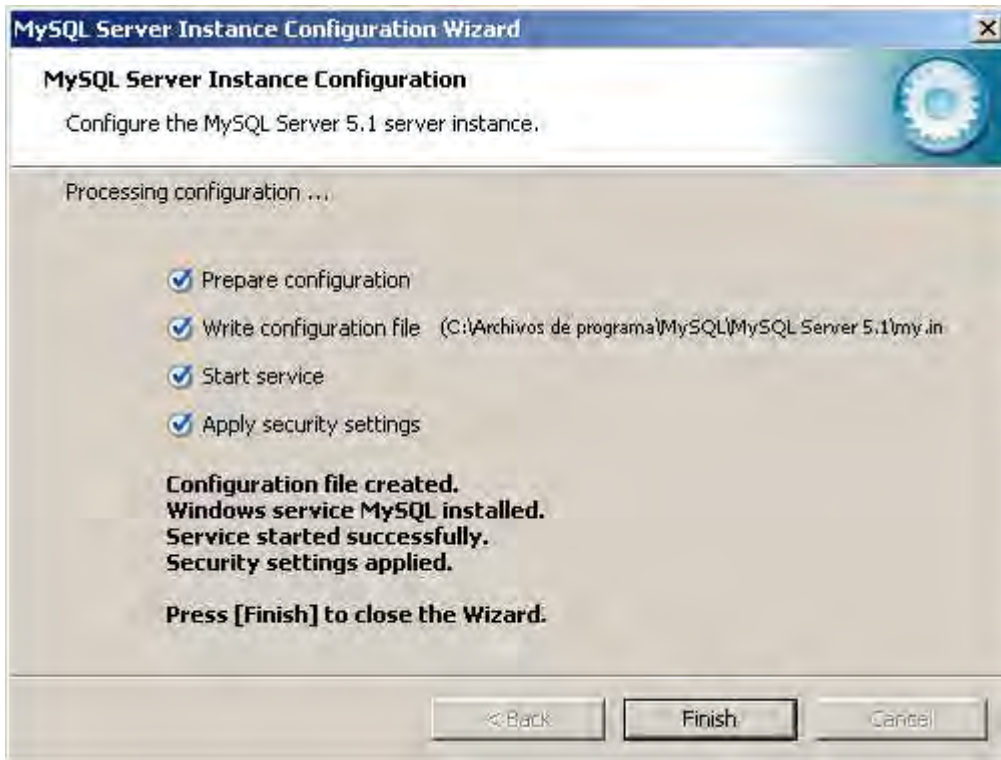 MySQL Server Instance Configuration Wizard
MySQL Server Instance Configuration
Configure the MySQL Server 5.1 server instance.
Processing configuration ...
Prepare configuration
Write configuration file (C:\Archivos de programa\MySQL\MySQL Server 5.1\my.in
Start service
Apply security settings
Configuration file created.
Windows service MySQL installed.
Service started successfully.
Security settings applied.
Press [Finish] to close the Wizard.
< Back Finish Cancel